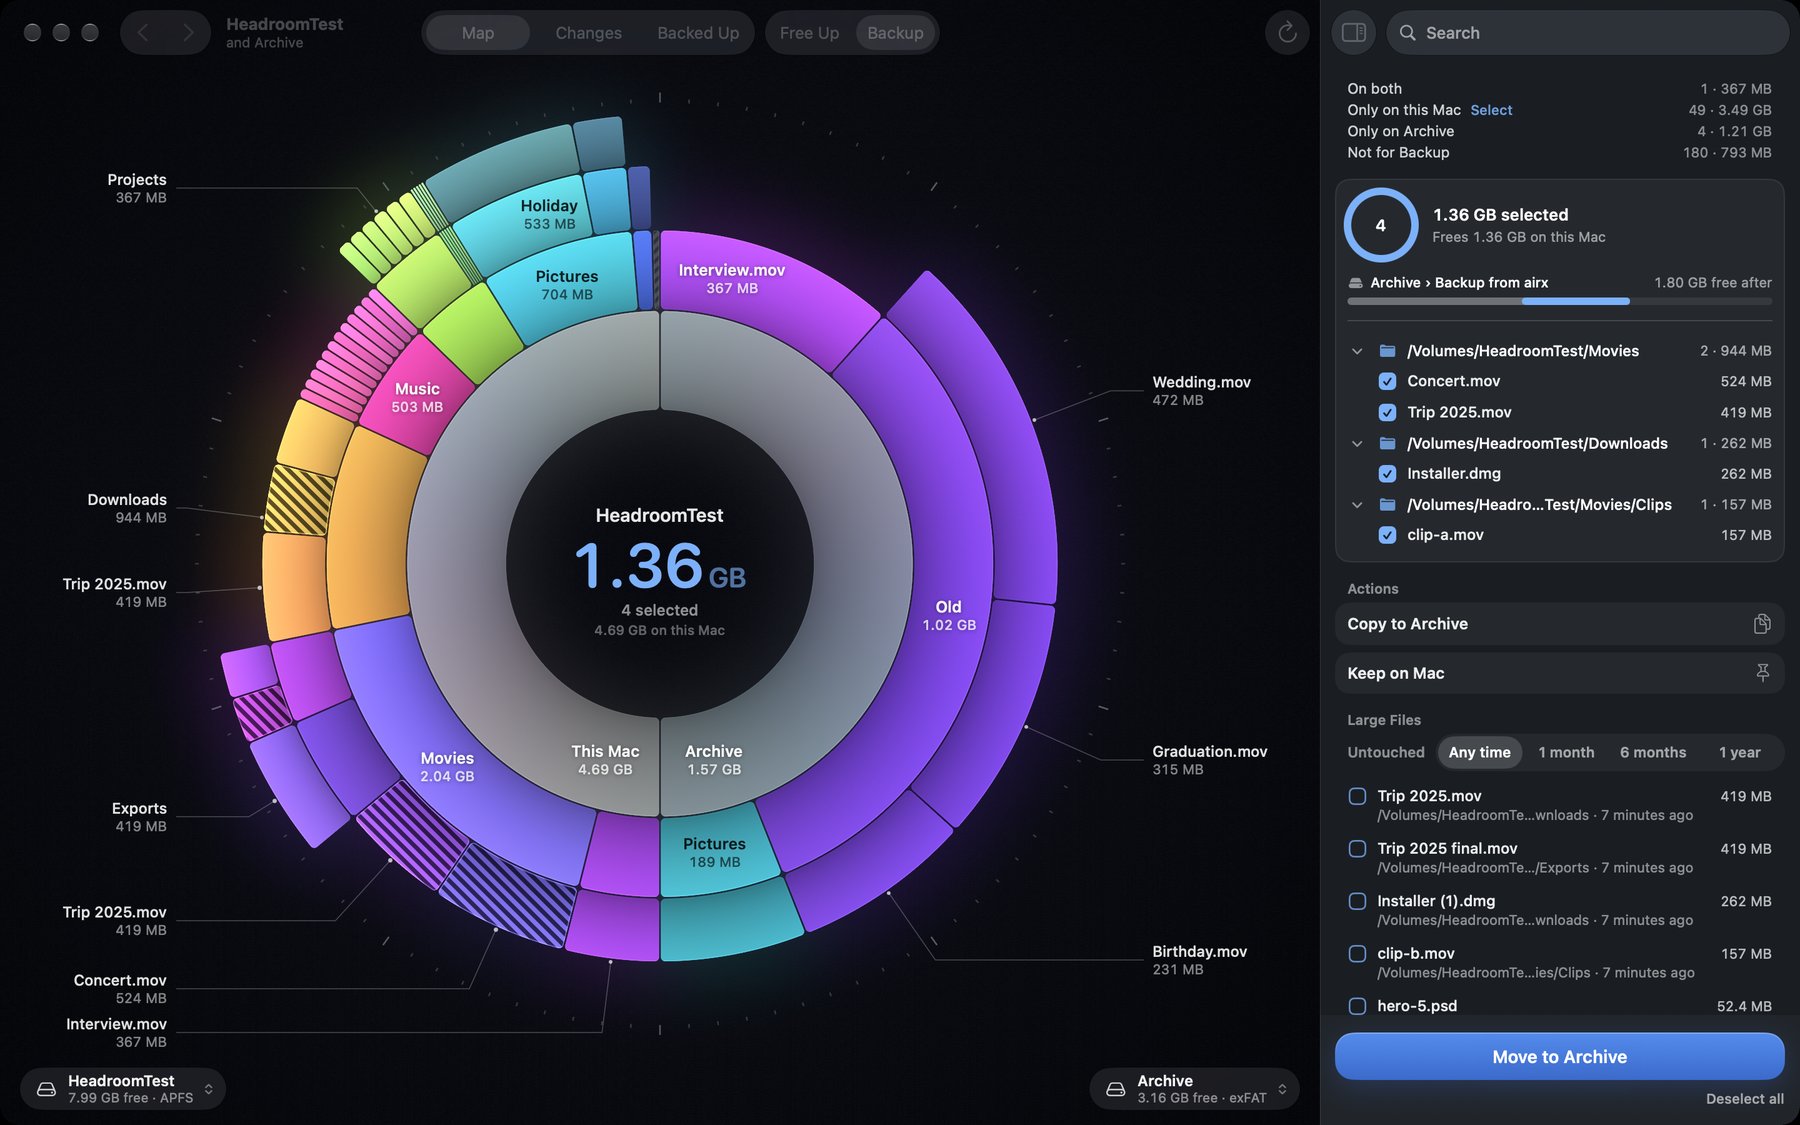 HeadroomTest
and Archive
Map
Changes
Backed Up
Free Up
Backup
Search
Projects
367 MB
Holiday
533 MB
Pictures
704 MB
Interview.mov
367 MB
Music
503 MB
Wedding.mov
472 MB
Downloads
944 MB
Trip 2025.mov
419 MB
HeadroomTest
1.36 GB
4 selected
4.69 GB on this Mac
Old
1.02 GB
Movies
2.04 GB
This Mac
4.69 GB
Archive
1.57 GB
Graduation.mov
315 MB
Exports
419 MB
Pictures
189 MB
Trip 2025.mov
419 MB
Birthday.mov
231 MB
Concert.mov
524 MB
Interview.mov
367 MB
HeadroomTest
7.99 GB free · APFS
Archive
3.16 GB free · exFAT
On both 1 · 367 MB
Only on this Mac Select 49 · 3.49 GB
Only on Archive 4 · 1.21 GB
Not for Backup 180 · 793 MB
4
1.36 GB selected
Frees 1.36 GB on this Mac
Archive › Backup from airx 1.80 GB free after
/Volumes/HeadroomTest/Movies 2 · 944 MB
Concert.mov 524 MB
Trip 2025.mov 419 MB
/Volumes/HeadroomTest/Downloads 1 · 262 MB
Installer.dmg 262 MB
/Volumes/Headro...Test/Movies/Clips 1 · 157 MB
clip-a.mov 157 MB
Actions
Copy to Archive
Keep on Mac
Large Files
Untouched Any time 1 month 6 months 1 year
Trip 2025.mov 419 MB
/Volumes/HeadroomTe...wnloads · 7 minutes ago
Trip 2025 final.mov 419 MB
/Volumes/HeadroomTe.../Exports · 7 minutes ago
Installer (1).dmg 262 MB
/Volumes/HeadroomTe...wnloads · 7 minutes ago
clip-b.mov 157 MB
/Volumes/HeadroomTe...ies/Clips · 7 minutes ago
hero-5.psd 52.4 MB
Move to Archive
Deselect all